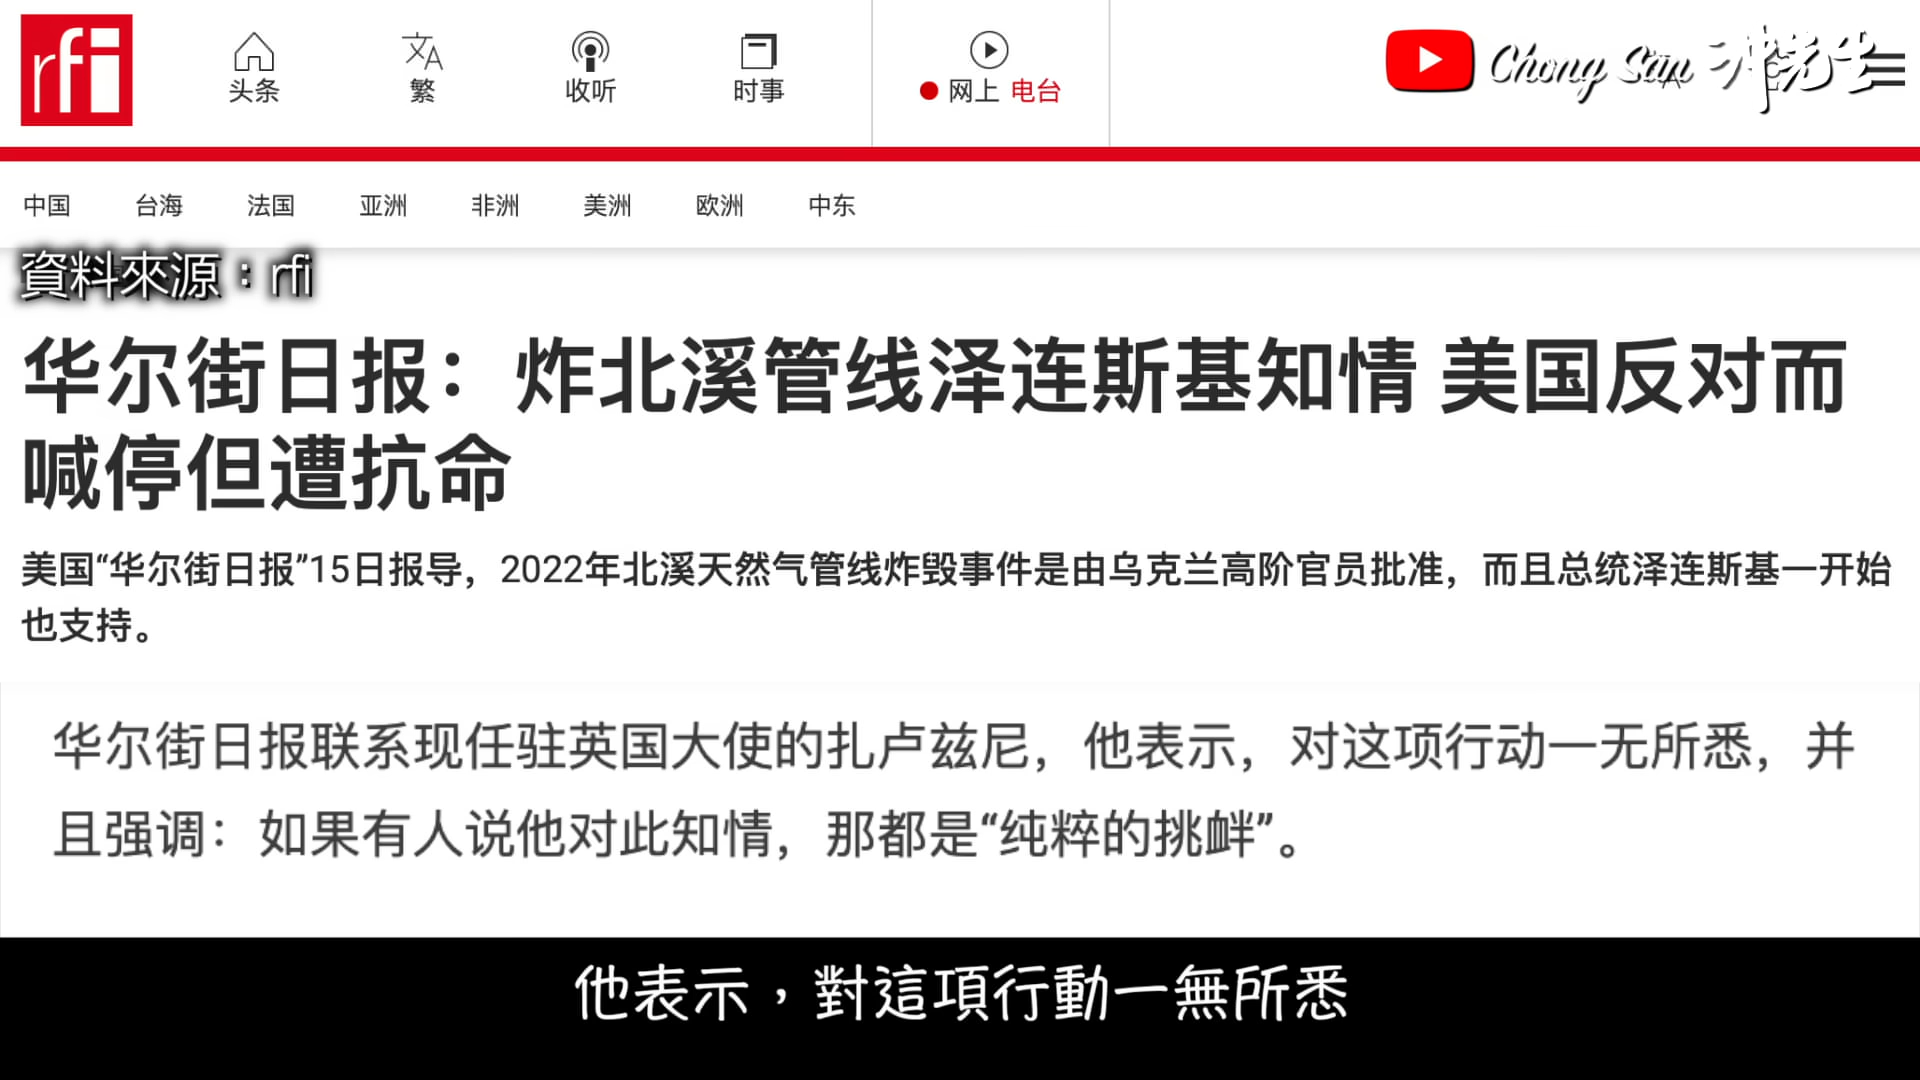 rfi
头条
繁
收听
时事
网上 电台
Chong Sän 冲先生
中国 台海 法国 亚洲 非洲 美洲 欧洲 中东
資料來源：rfi
华尔街日报： 炸北溪管线泽连斯基知情 美国反对而
喊停但遭抗命
美国“华尔街日报”15日报导，2022年北溪天然气管线炸毁事件是由乌克兰高阶官员批准，而且总统泽连斯基一开始
也支持。
华尔街日报联系现任驻英国大使的扎卢兹尼，他表示，对这项行动一无所悉，并
且强调：如果有人说他对此知情，那都是“纯粹的挑衅”。
他表示，對這項行動一無所悉